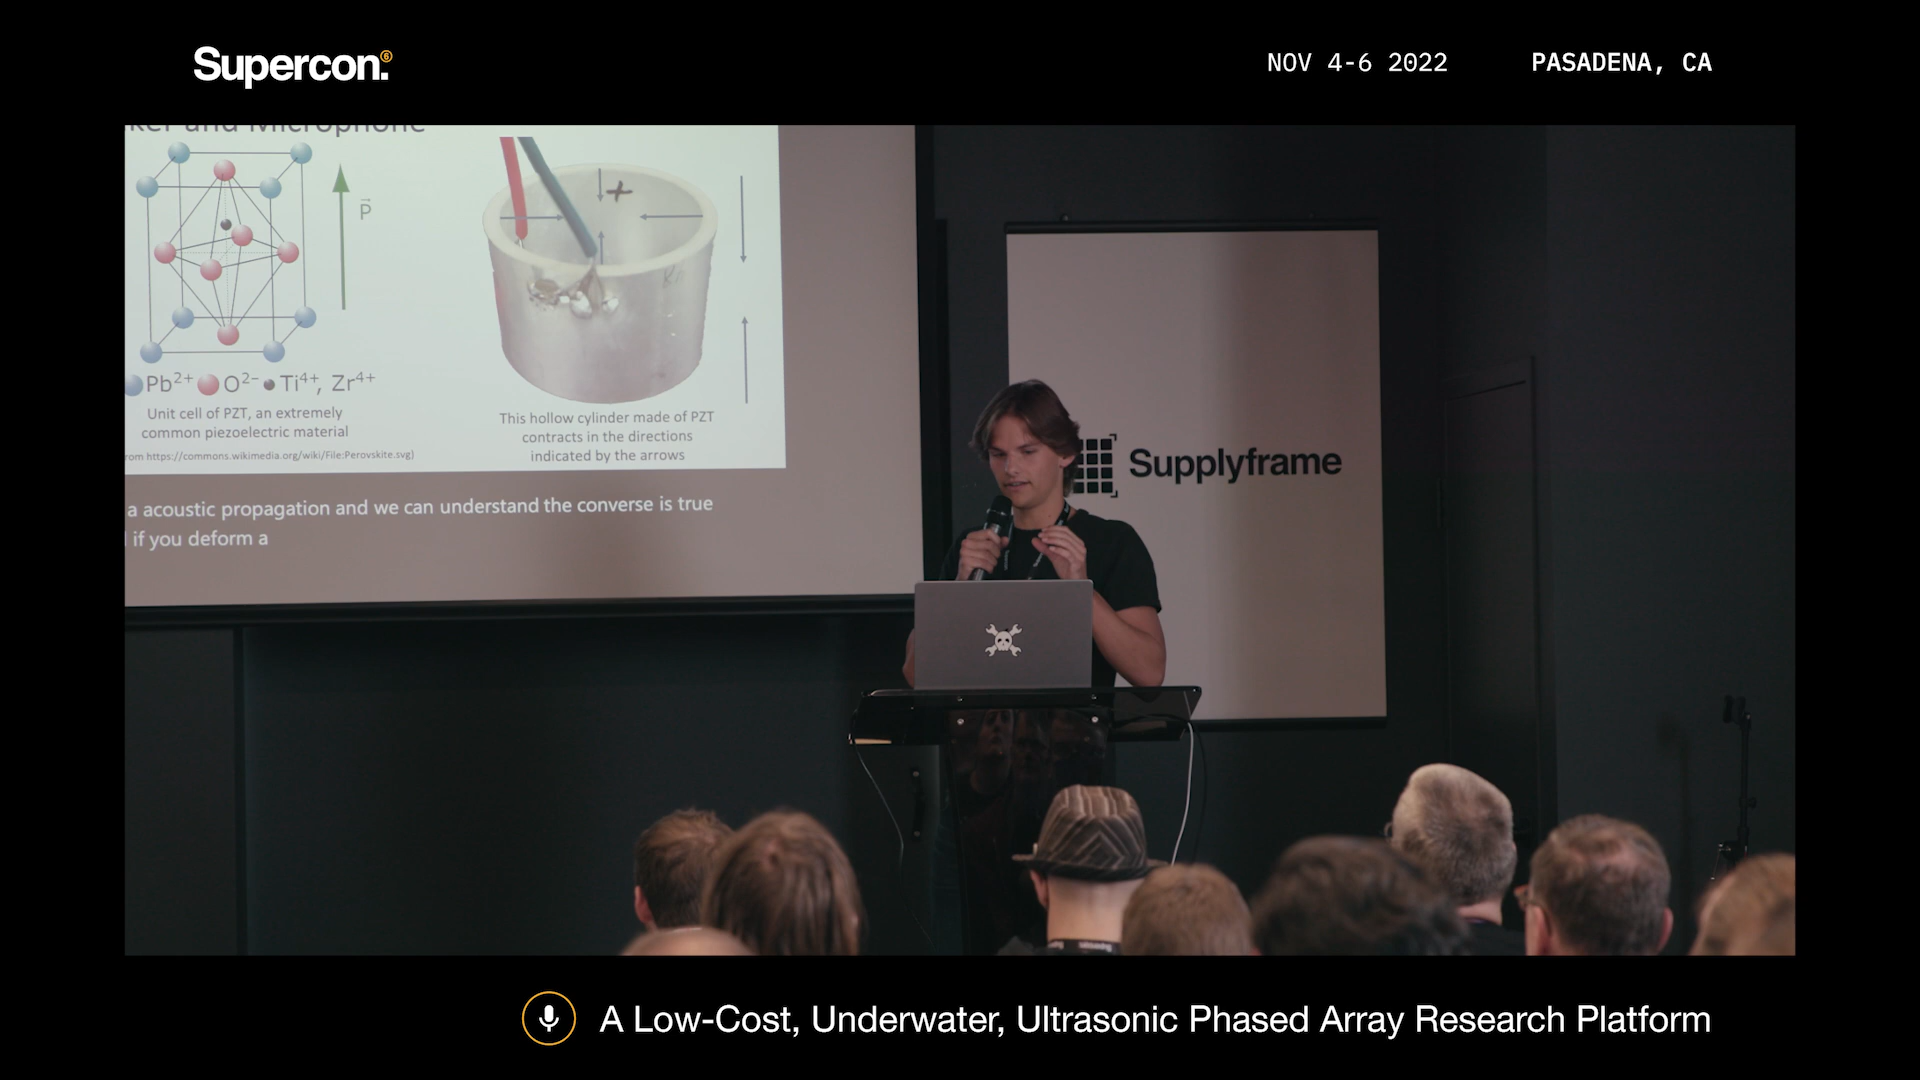 Supercon.6
NOV 4-6 2022
PASADENA, CA
and Microphone
P
+
Pb2+ O2- Ti4+, Zr4+
Unit cell of PZT, an extremely
common piezoelectric material
https://commons.wikimedia.org/wiki/File:Perovskite.svg)
This hollow cylinder made of PZT
contracts in the directions
indicated by the arrows
a acoustic propagation and we can understand the converse is true
if you deform a
Supplyframe
A Low-Cost, Underwater, Ultrasonic Phased Array Research Platform